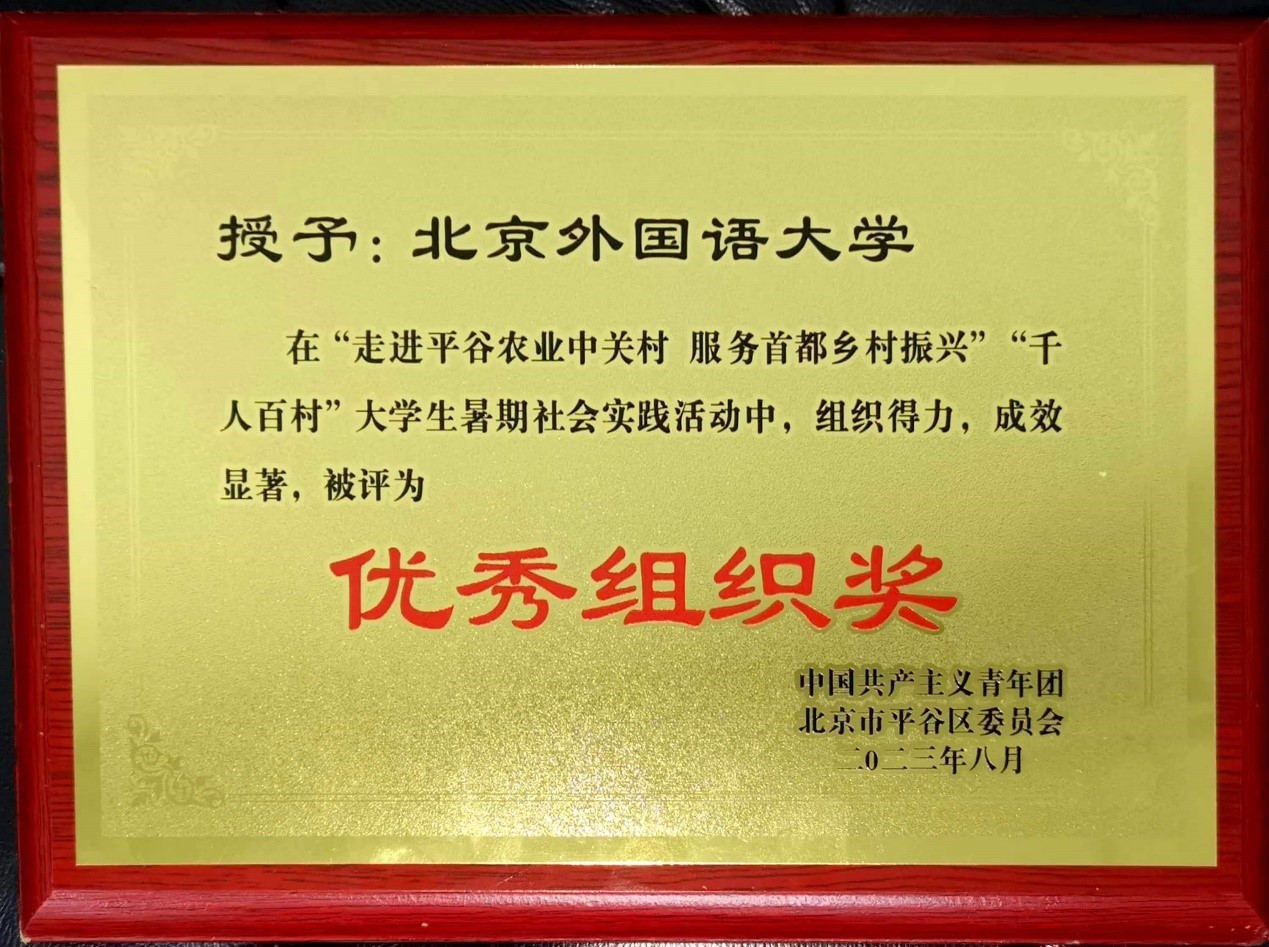 授予：北京外国语大学
在“走进平谷农业中关村 服务首都乡村振兴”“千
人百村”大学生暑期社会实践活动中，组织得力，成效
显著，被评为
优秀组织奖
中国共产主义青年团
北京市平谷区委员会
二0二三年八月